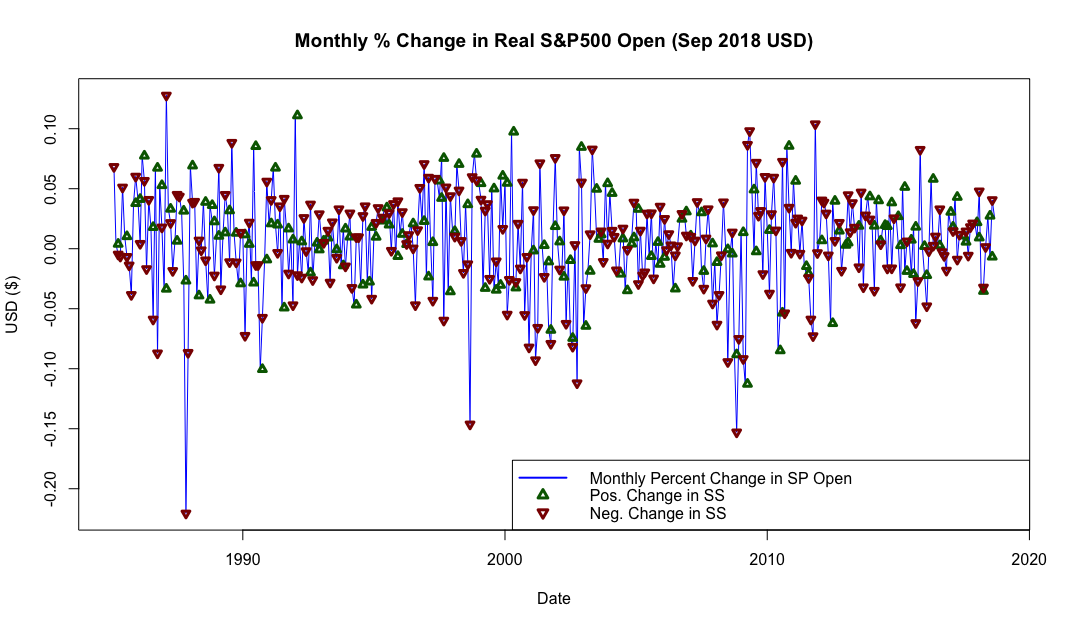 Monthly % Change in Real S&P500 Open (Sep 2018 USD)
USD ($)
0.10
0.05
0.00
-0.05
-0.10
-0.15
-0.20
Monthly Percent Change in SP Open
Pos. Change in SS
Neg. Change in SS
1990 2000 2010 2020
Date